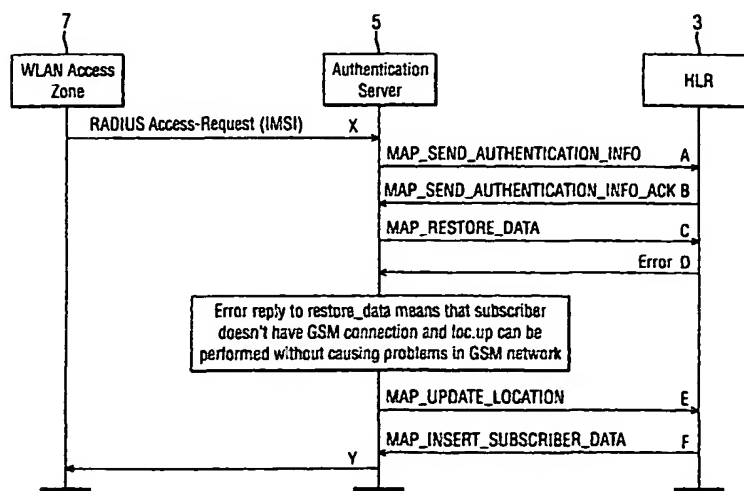 7
5
3
WLAN Access
Zone
Authentication
Server
HLR
RADIUS Access-Request (IMSI) X
MAP_SEND_AUTHENTICATION_INFO A
MAP_SEND_AUTHENTICATION_INFO_ACK B
MAP_RESTORE_DATA C
Error D
Error reply to restore_data means that subscriber
doesn't have GSM connection and loc.up can be
performed without causing problems in GSM network
MAP_UPDATE_LOCATION E
MAP_INSERT_SUBSCRIBER_DATA F
Y